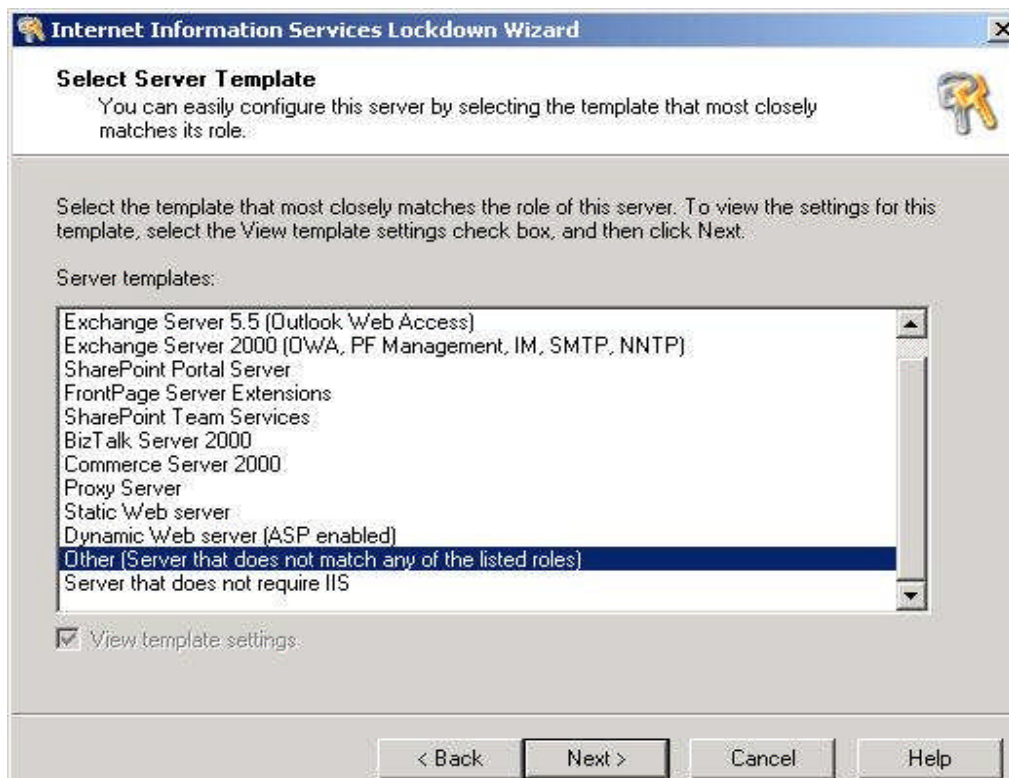 Internet Information Services Lockdown Wizard
Select Server Template
You can easily configure this server by selecting the template that most closely
matches its role.
Select the template that most closely matches the role of this server. To view the settings for this
template, select the View template settings check box, and then click Next.
Server templates:
Exchange Server 5.5 (Outlook Web Access)
Exchange Server 2000 (OWA, PF Management, IM, SMTP, NNTP)
SharePoint Portal Server
FrontPage Server Extensions
SharePoint Team Services
BizTalk Server 2000
Commerce Server 2000
Proxy Server
Static Web server
Dynamic Web server (ASP enabled)
Other (Server that does not match any of the listed roles)
Server that does not require IIS
View template settings
< Back Next > Cancel Help